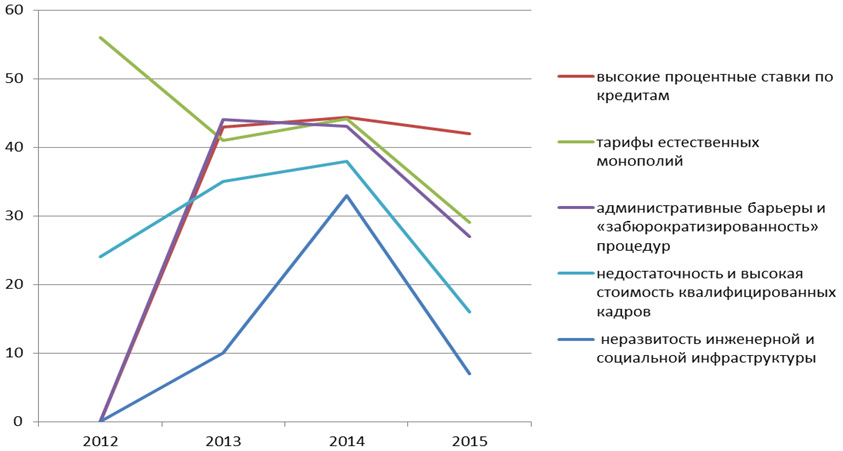 60
50
40
30
20
10
0
2012
2013
2014
2015
высокие процентные ставки по
кредитам
тарифы естественных
монополий
административные барьеры и
«забюрократизированность»
процедур
недостаточность и высокая
стоимость квалифицированных
кадров
неразвитость инженерной и
социальной инфраструктуры